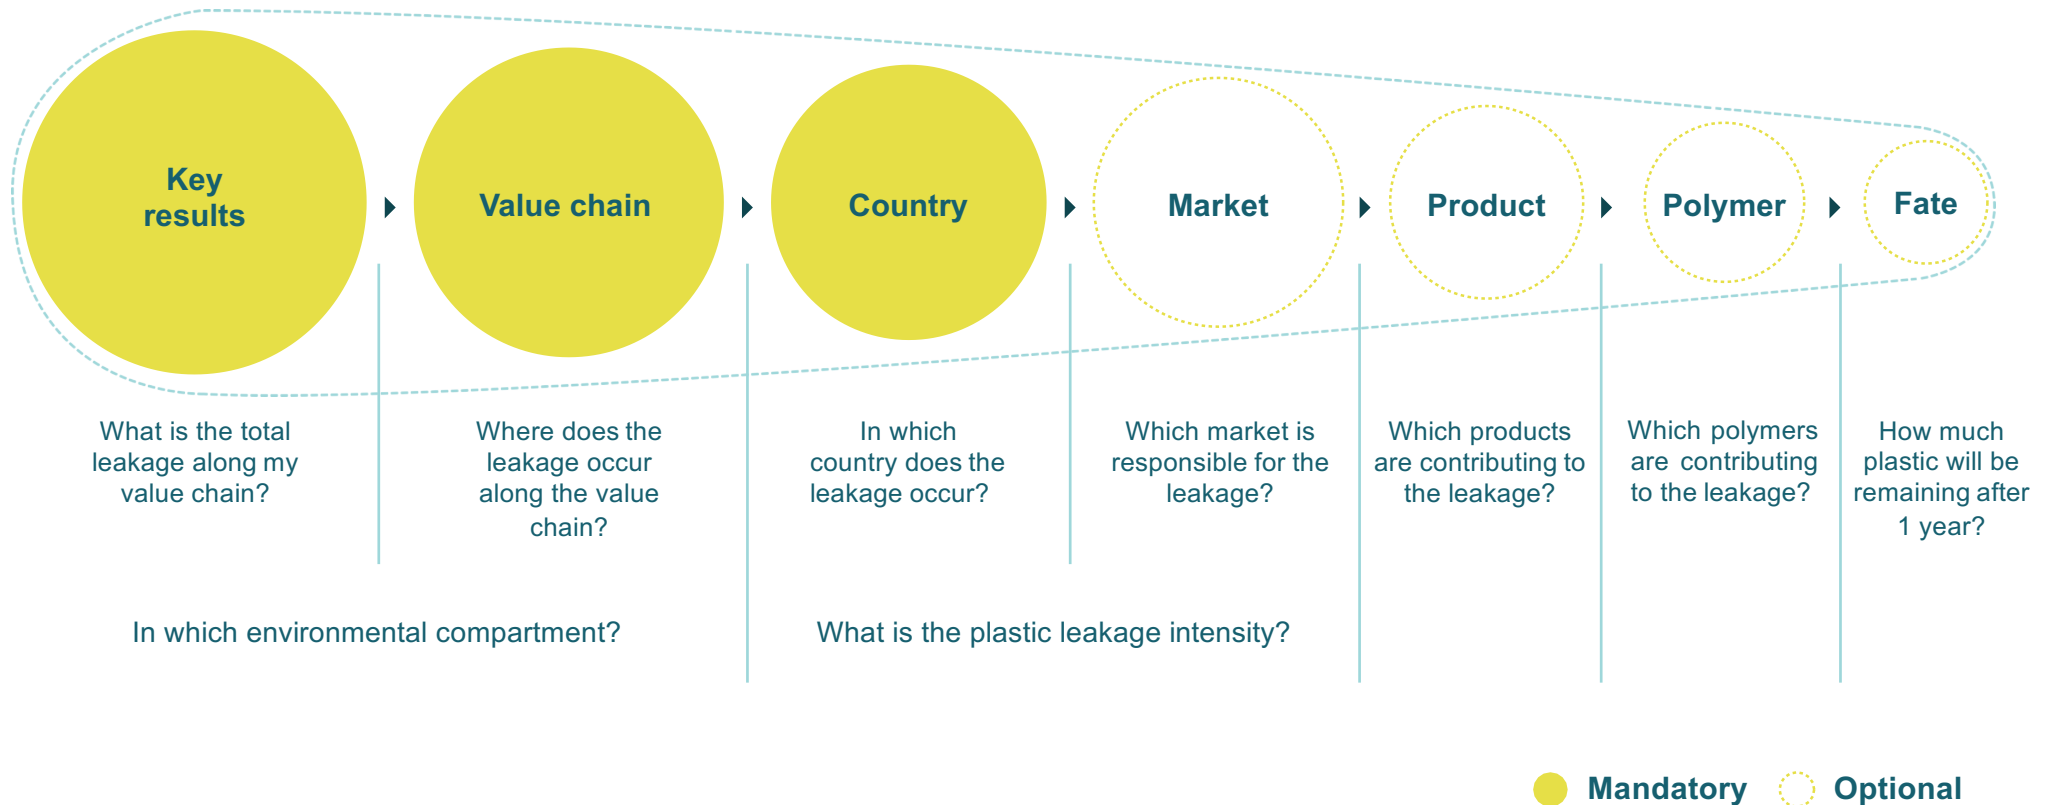 Key
results
Value chain
Country
Market
Product
Polymer
Fate
What is the total
leakage along my
value chain?
Where does the
leakage occur
along the value
chain?
In which
country does the
leakage occur?
Which market is
responsible for the
leakage?
Which products
are contributing to
the leakage?
Which polymers
are contributing
to the leakage?
How much
plastic will be
remaining after
1 year?
In which environmental compartment?
What is the plastic leakage intensity?
Mandatory
Optional